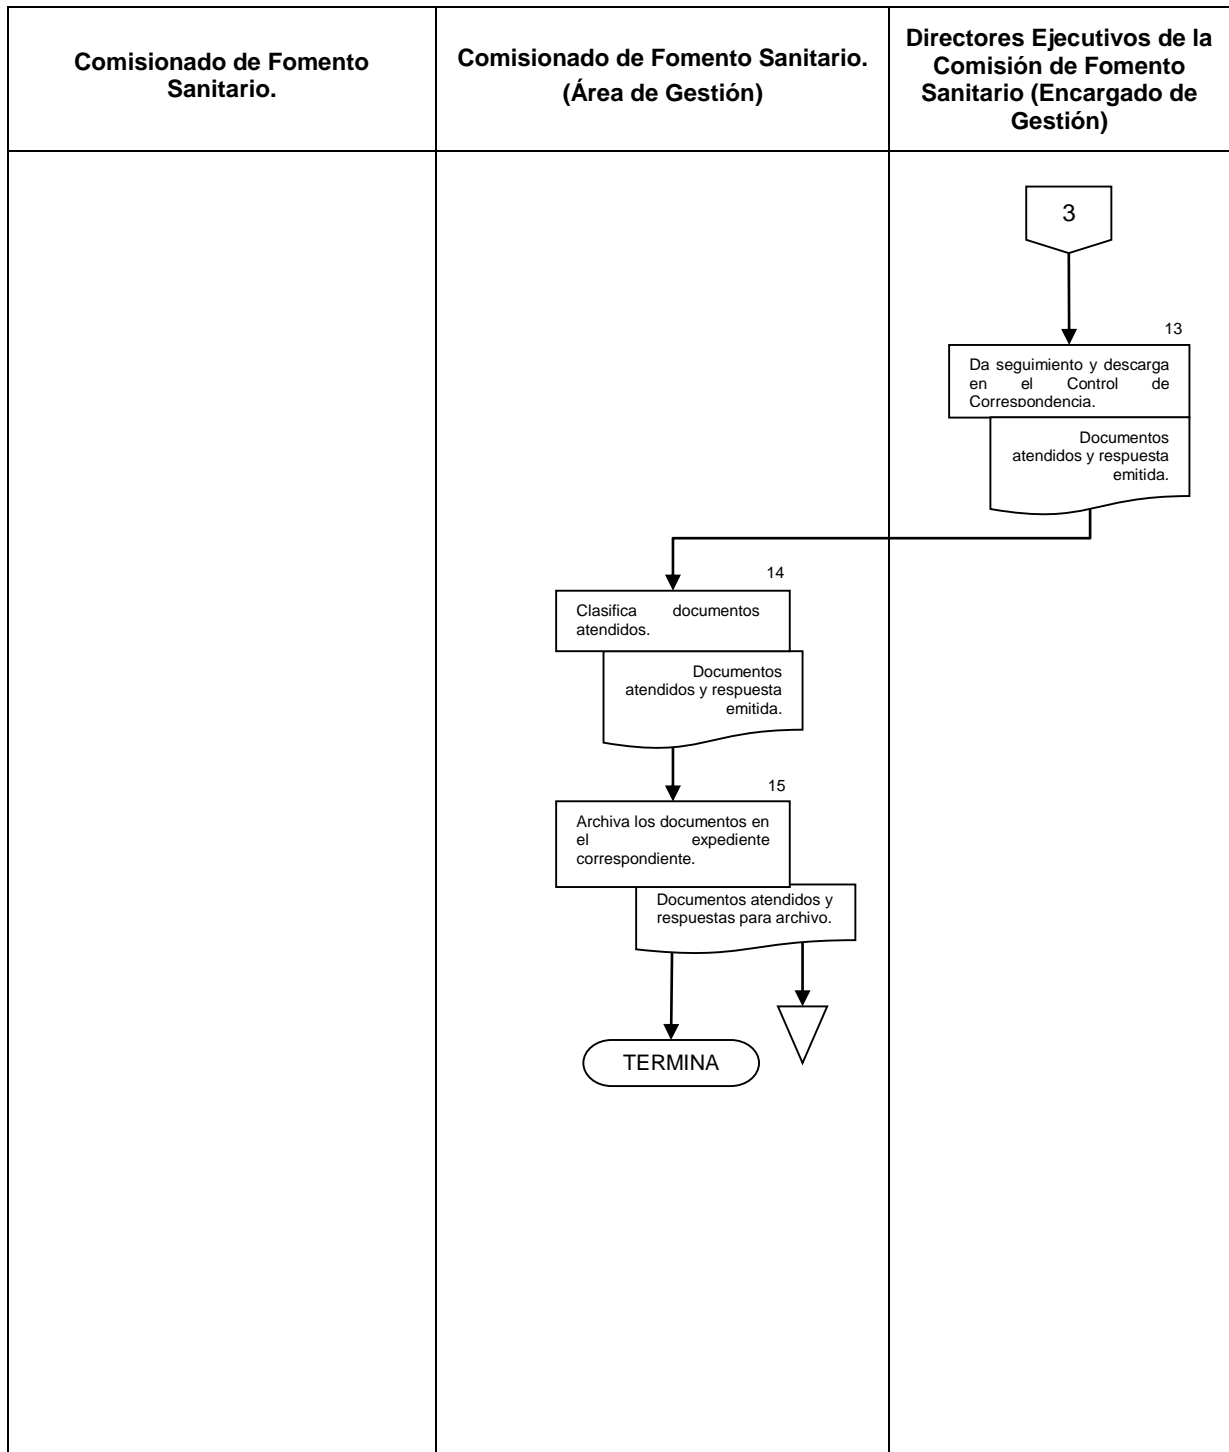 Comisionado de Fomento
Sanitario.
Comisionado de Fomento Sanitario.
(Área de Gestión)
Directores Ejecutivos de la
Comisión de Fomento
Sanitario (Encargado de
Gestión)
3
13
Da seguimiento y descarga
en el Control de
Correspondencia.
Documentos
atendidos y respuesta
emitida.
14
Clasifica documentos
atendidos.
Documentos
atendidos y respuesta
emitida.
15
Archiva los documentos en
el expediente
correspondiente.
Documentos atendidos y
respuestas para archivo.
TERMINA